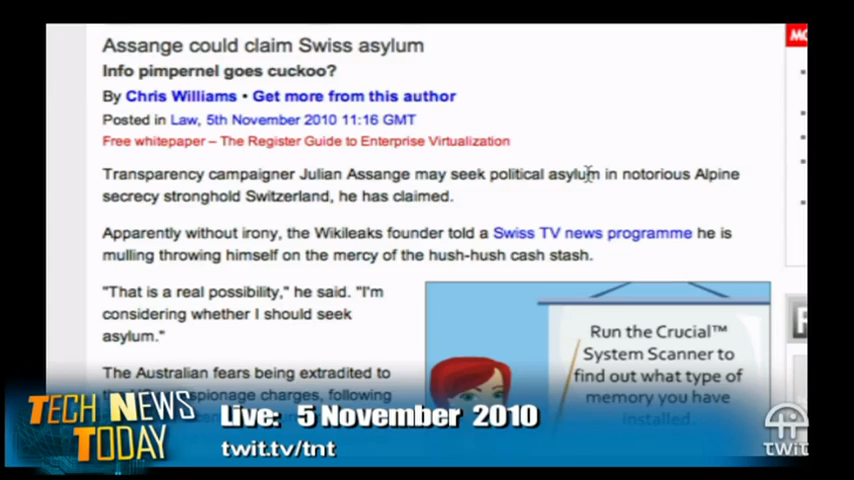 Assange could claim Swiss asylum
Info pimpernel goes cuckoo?
By Chris Williams • Get more from this author
Posted in Law, 5th November 2010 11:16 GMT
Free whitepaper – The Register Guide to Enterprise Virtualization
Transparency campaigner Julian Assange may seek political asylum in notorious Alpine
secrecy stronghold Switzerland, he has claimed.
Apparently without irony, the Wikileaks founder told a Swiss TV news programme he is
mulling throwing himself on the mercy of the hush-hush cash stash.
"That is a real possibility," he said. "I'm
considering whether I should seek
asylum."
The Australian fears being extradited to
espionage charges, following
Run the Crucial™
System Scanner to
find out what type of
memory you have
installed.
TECH NEWS
TODAY
Live: 5 November 2010
twit.tv/tnt
TWiT